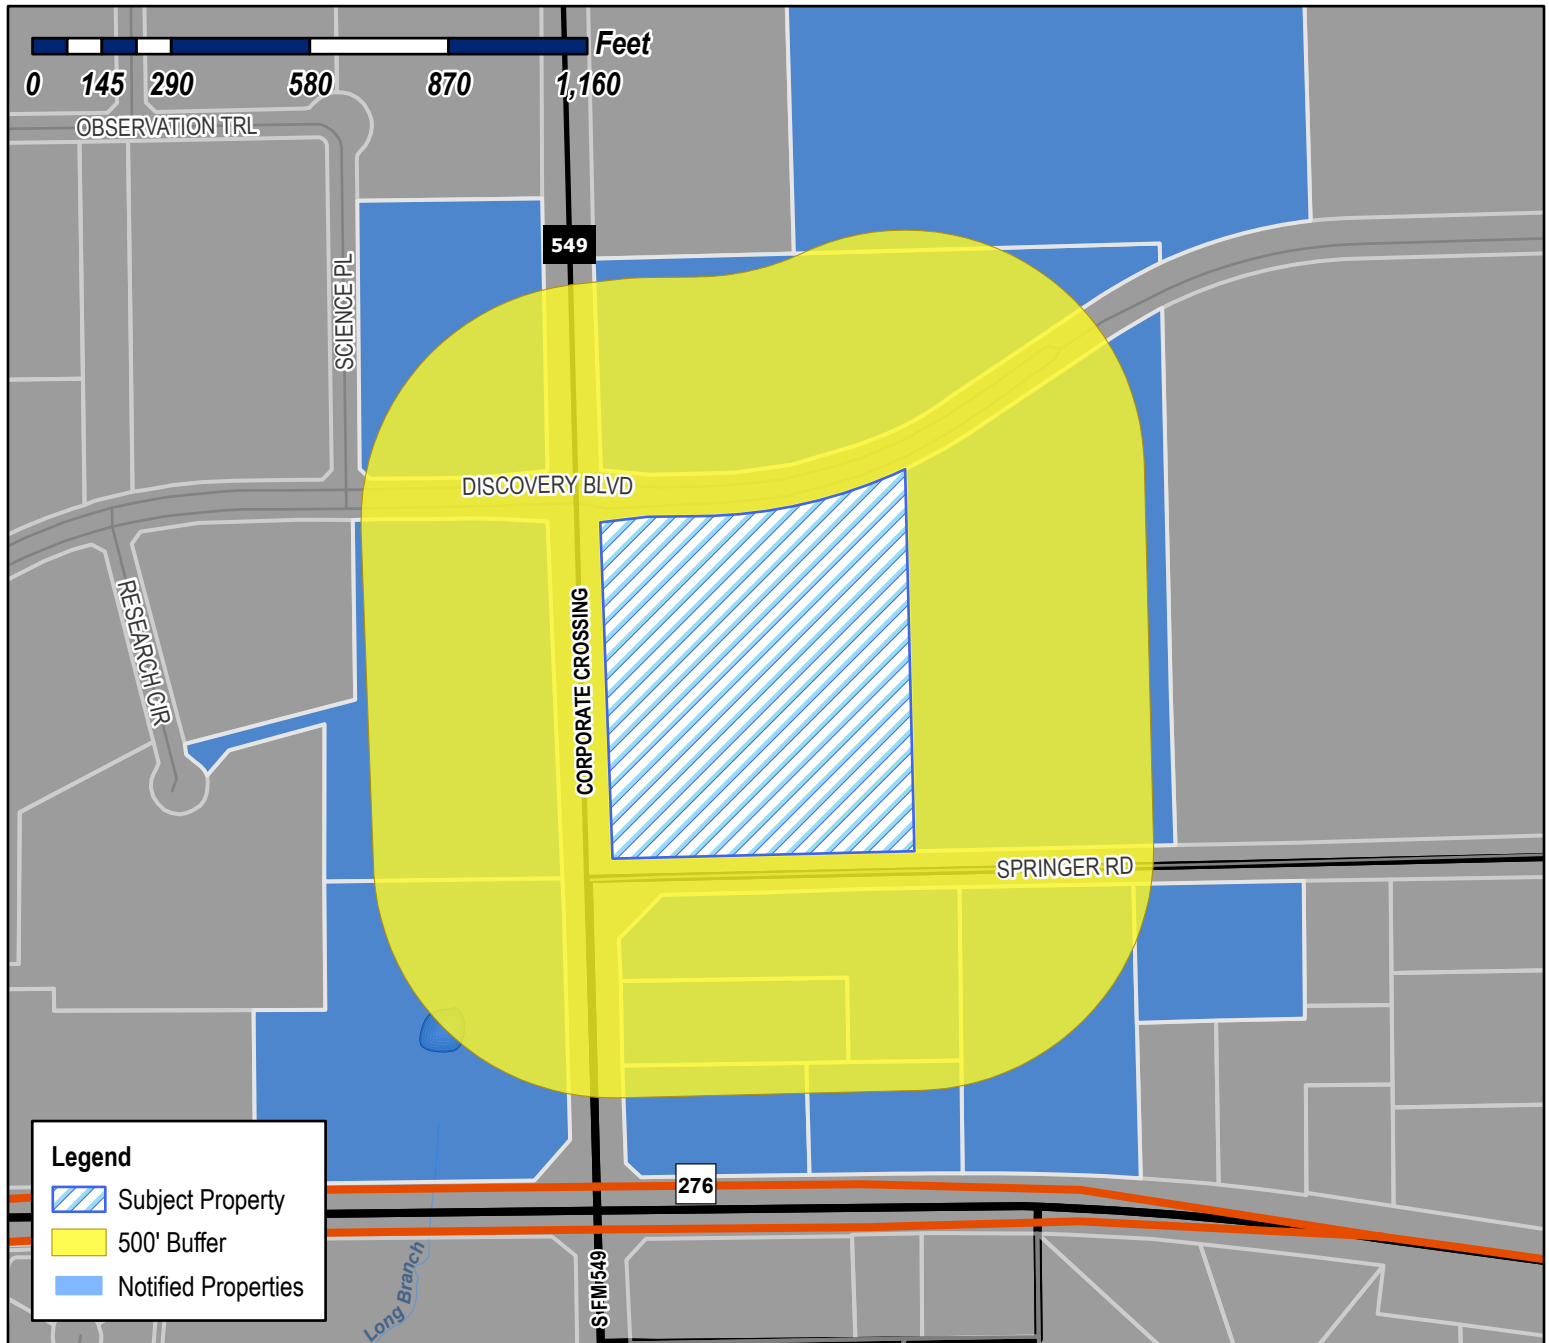 Feet
0 145 290 580 870 1,160
OBSERVATION TRL
549
SCIENCE PL
DISCOVERY BLVD
RESEARCH CIR
CORPORATE CROSSING
SPRINGER RD
276
S FM 549
Long Branch
Legend
Subject Property
500' Buffer
Notified Properties